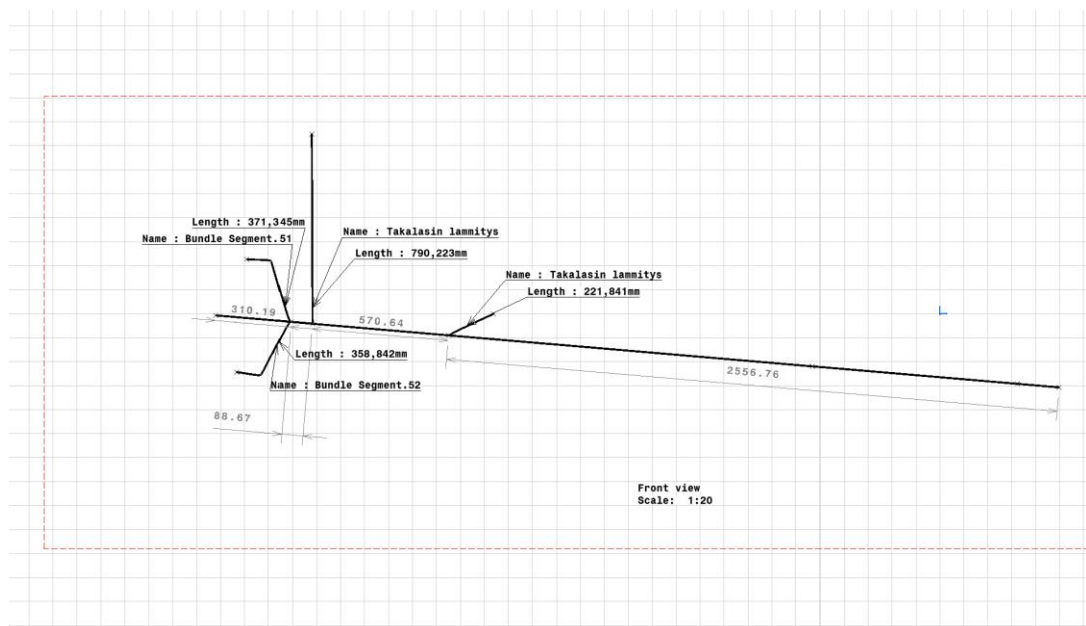 Length : 371,345mm
Name : Bundle Segment.51
Name : Takalasin lammitys
Length : 790,223mm
Name : Takalasin lammitys
Length : 221,841mm
310.19
570.64
Length : 358,842mm
Name : Bundle Segment.52
2556.76
88.67
Front view
Scale: 1:20